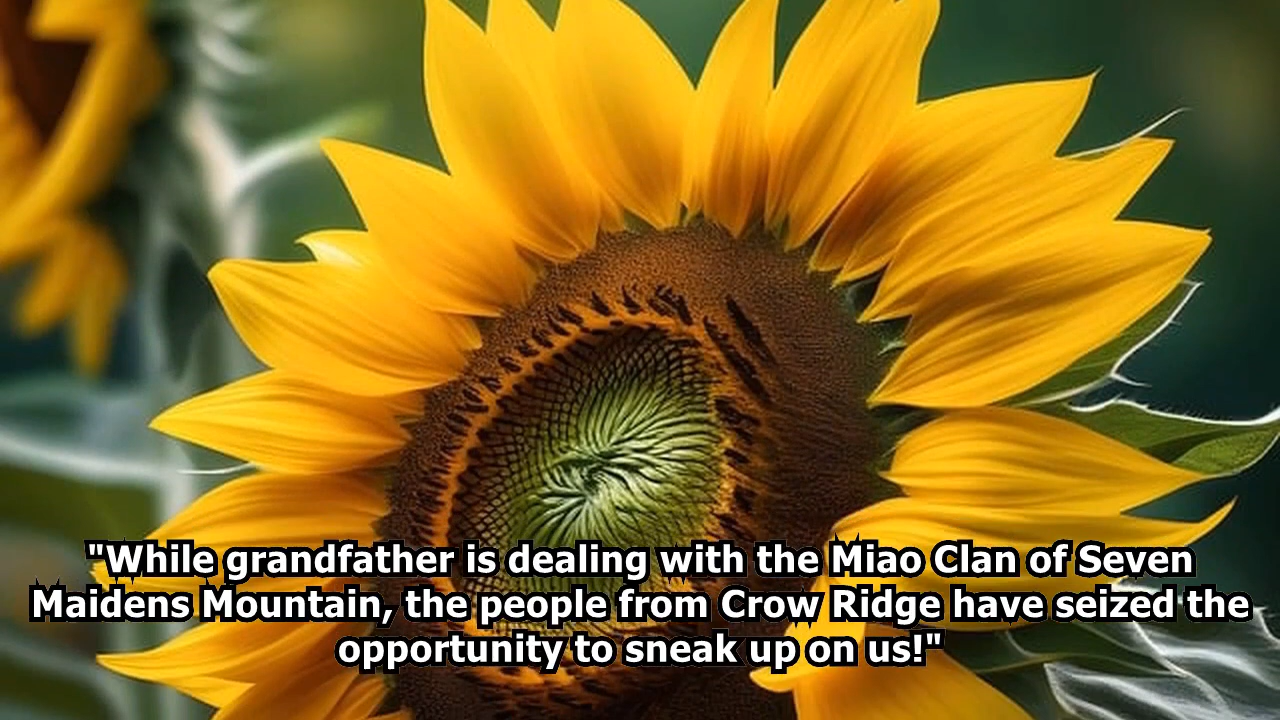 "While grandfather is dealing with the Miao Clan of Seven
Maidens Mountain, the people from Crow Ridge have seized the
opportunity to sneak up on us!"